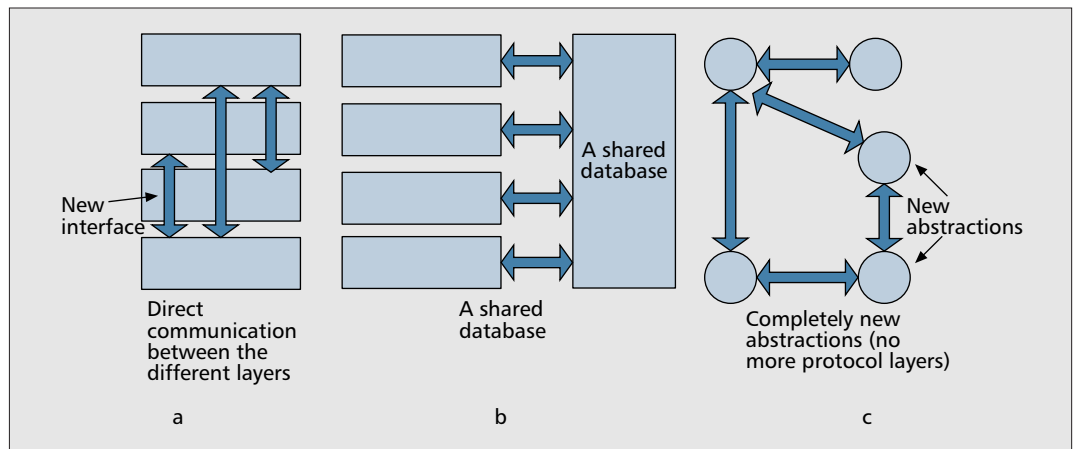 New
interface
Direct
communication
between the
different layers
a
A shared
database
A shared
database
b
New
abstractions
Completely new
abstractions (no
more protocol layers)
c